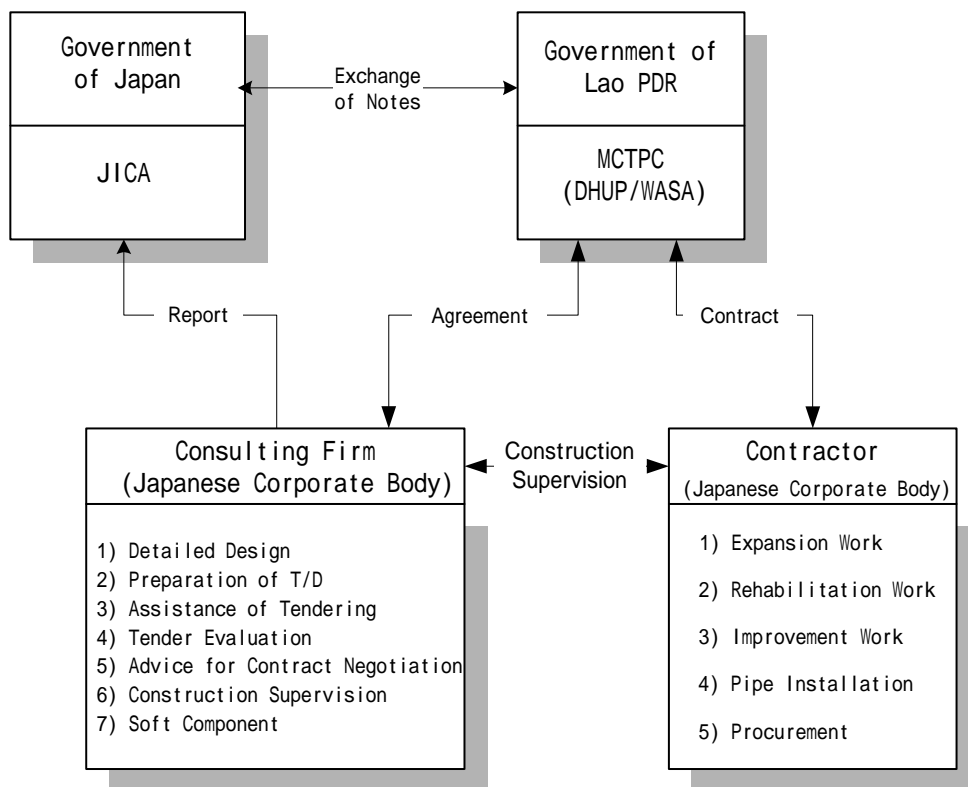 Government
of Japan
JICA
Exchange
of Notes
Government of
Lao PDR
MCTPC
(DHUP/WASA)
Report
Agreement
Contract
Consulting Firm
(Japanese Corporate Body)
1) Detailed Design
2) Preparation of T/D
3) Assistance of Tendering
4) Tender Evaluation
5) Advice for Contract Negotiation
6) Construction Supervision
7) Soft Component
Construction
Supervision
Contractor
(Japanese Corporate Body)
1) Expansion Work
2) Rehabilitation Work
3) Improvement Work
4) Pipe Installation
5) Procurement